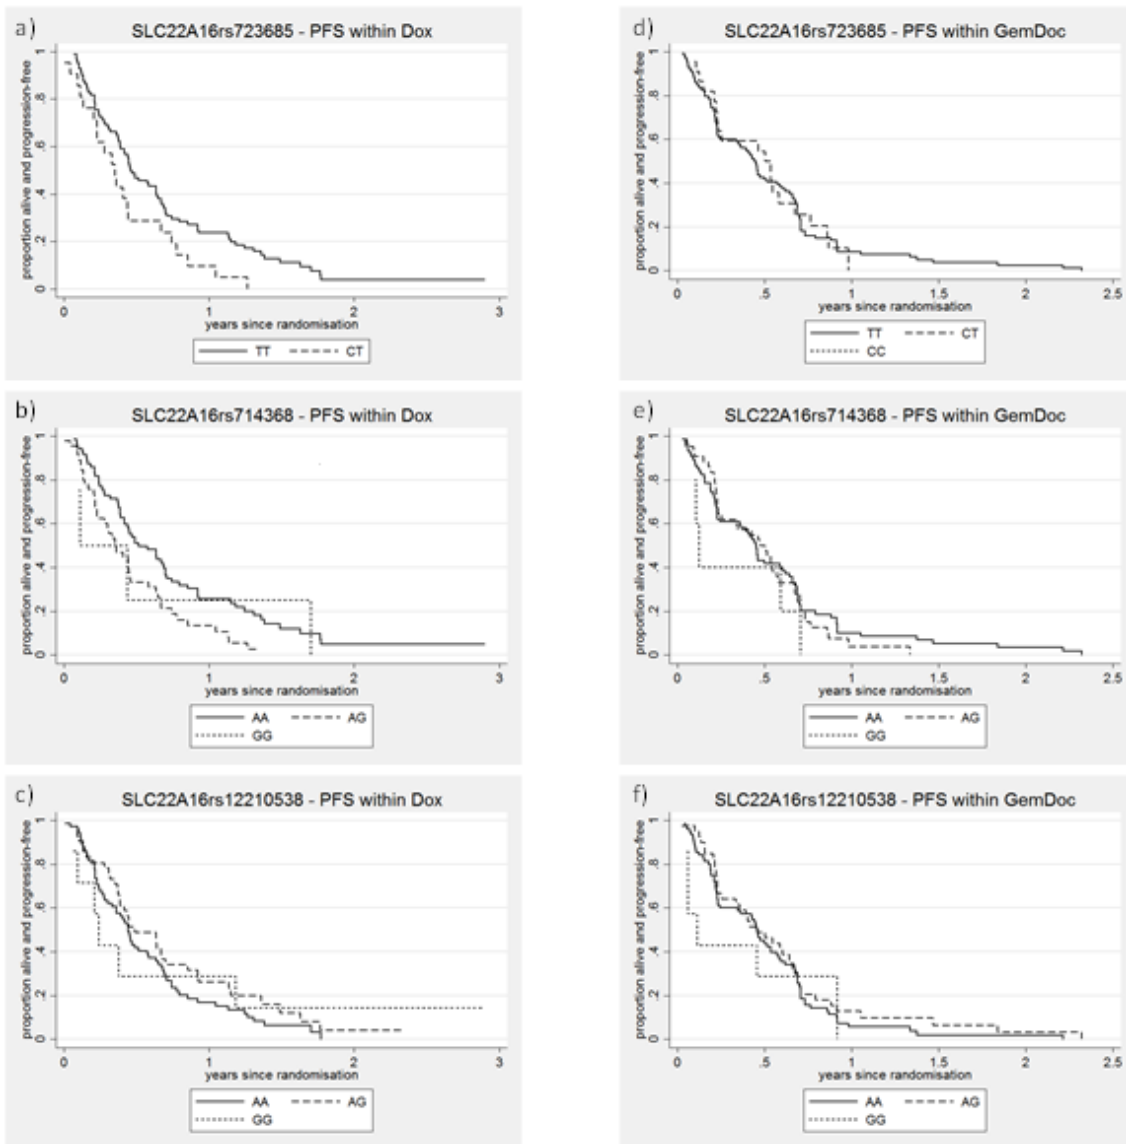 a)
SLC22A16rs723685 - PFS within Dox
proportion alive and progression-free
1
.8
.6
.4
.2
0
0 1 2 3
years since randomisation
TT CT
d)
SLC22A16rs723685 - PFS within GemDoc
proportion alive and progression-free
1
.8
.6
.4
.2
0
0 .5 1 1.5 2 2.5
years since randomisation
TT CT
CC
b)
SLC22A16rs714368 - PFS within Dox
proportion alive and progression-free
1
.8
.6
.4
.2
0
0 1 2 3
years since randomisation
AA AG
GG
e)
SLC22A16rs714368 - PFS within GemDoc
proportion alive and progression-free
1
.8
.6
.4
.2
0
0 .5 1 1.5 2 2.5
years since randomisation
AA AG
GG
c)
SLC22A16rs12210538 - PFS within Dox
proportion alive and progression-free
1
.8
.6
.4
.2
0
0 1 2 3
years since randomisation
AA AG
GG
f)
SLC22A16rs12210538 - PFS within GemDoc
proportion alive and progression-free
1
.8
.6
.4
.2
0
0 .5 1 1.5 2 2.5
years since randomisation
AA AG
GG